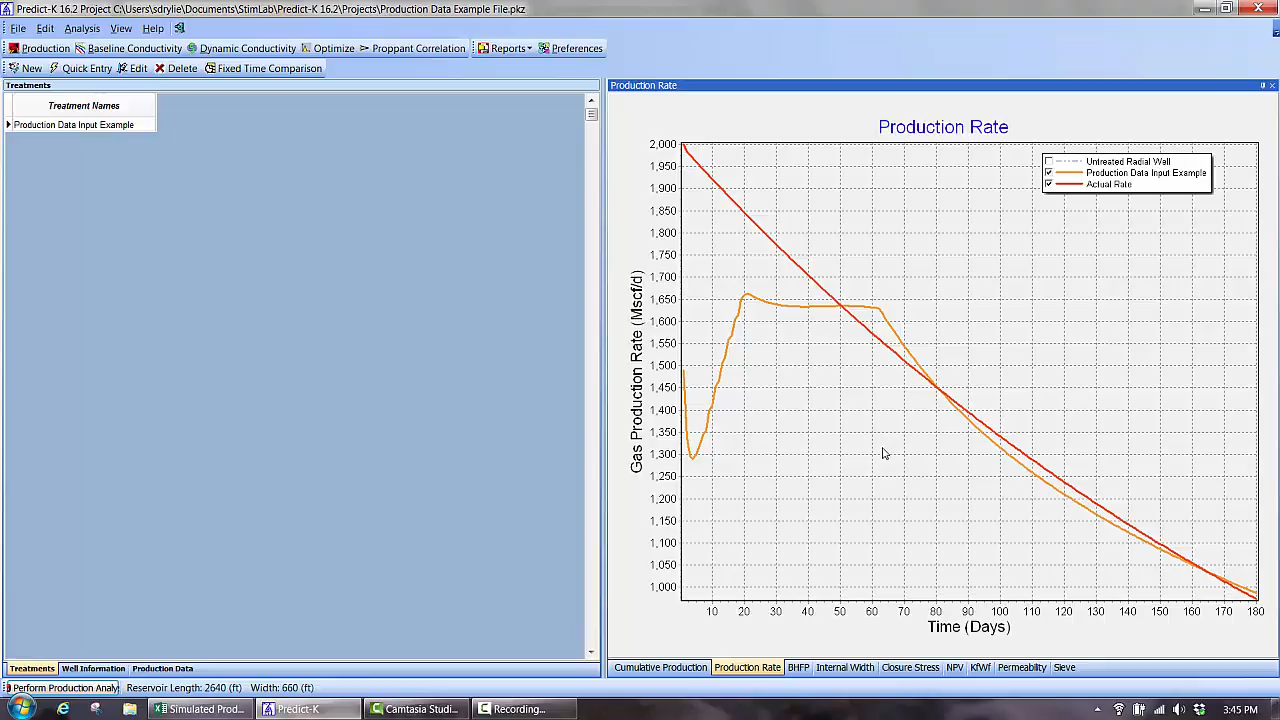 Predict-K 16.2 Project C:\Users\sdrylie\Documents\StimLab\Predict-K 16.2\Projects\Production Data Example File.pkz
File Edit Analysis View Help
Production Baseline Conductivity Dynamic Conductivity Optimize Proppant Correlation Reports Preferences
New Quick Entry Edit Delete Fixed Time Comparison
Treatments
Treatment Names
Production Data Input Example
Production Rate
Production Rate
Untreated Radial Wall
Production Data Input Example
Actual Rate
Gas Production Rate (Mscf/d)
2,000
1,950
1,900
1,850
1,800
1,750
1,700
1,650
1,600
1,550
1,500
1,450
1,400
1,350
1,300
1,250
1,200
1,150
1,100
1,050
1,000
10 20 30 40 50 60 70 80 90 100 110 120 130 140 150 160 170 180
Time (Days)
Treatments Well Information Production Data
Cumulative Production Production Rate BHFP Internal Width Closure Stress NPV KfWf Permeability Sieve
Perform Production Analy Reservoir Length: 2640 (ft) Width: 660 (ft)
Simulated Prod... Predict-K Camtasia Studi... Recording... 3:45 PM